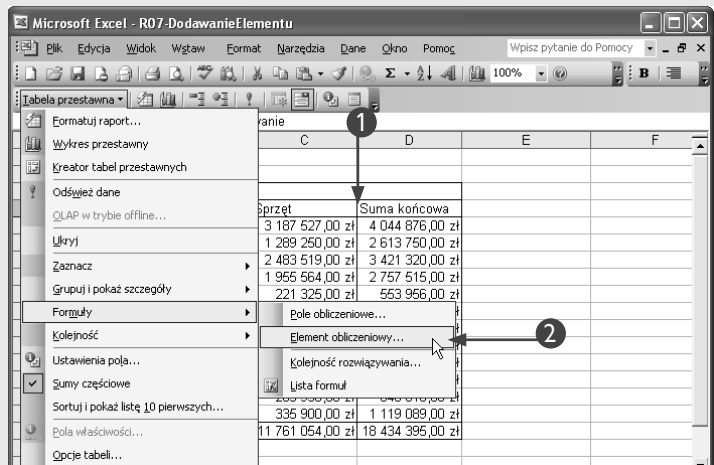 Microsoft Excel - R07-DodawanieElementu
Plik Edycja Widok Wstaw Format Narzędzia Dane Okno Pomoc Wpisz pytanie do Pomocy
Σ 100% B
Tabela przestawna
Formatuj raport...
Wykres przestawny
Kreator tabel przestawnych
Odśwież dane
OLAP w trybie offline...
Ukryj
Zaznacz
Grupuj i pokaż szczegóły
Formuły
Kolejność
Ustawienia pola...
Sumy częściowe
Sortuj i pokaż listę 10 pierwszych...
Pola właściwości...
Opcje tabeli...
Pole obliczeniowe...
Element obliczeniowy...
Kolejność rozwiązywania...
Lista formuł
1
2
C D E F
Sprzęt Suma końcowa
3 187 527,00 zł 4 044 876,00 zł
1 289 250,00 zł 2 613 750,00 zł
2 483 519,00 zł 3 421 320,00 zł
1 955 564,00 zł 2 757 515,00 zł
221 325,00 zł 553 956,00 zł
335 900,00 zł 1 119 089,00 zł
11 761 054,00 zł 18 434 395,00 zł